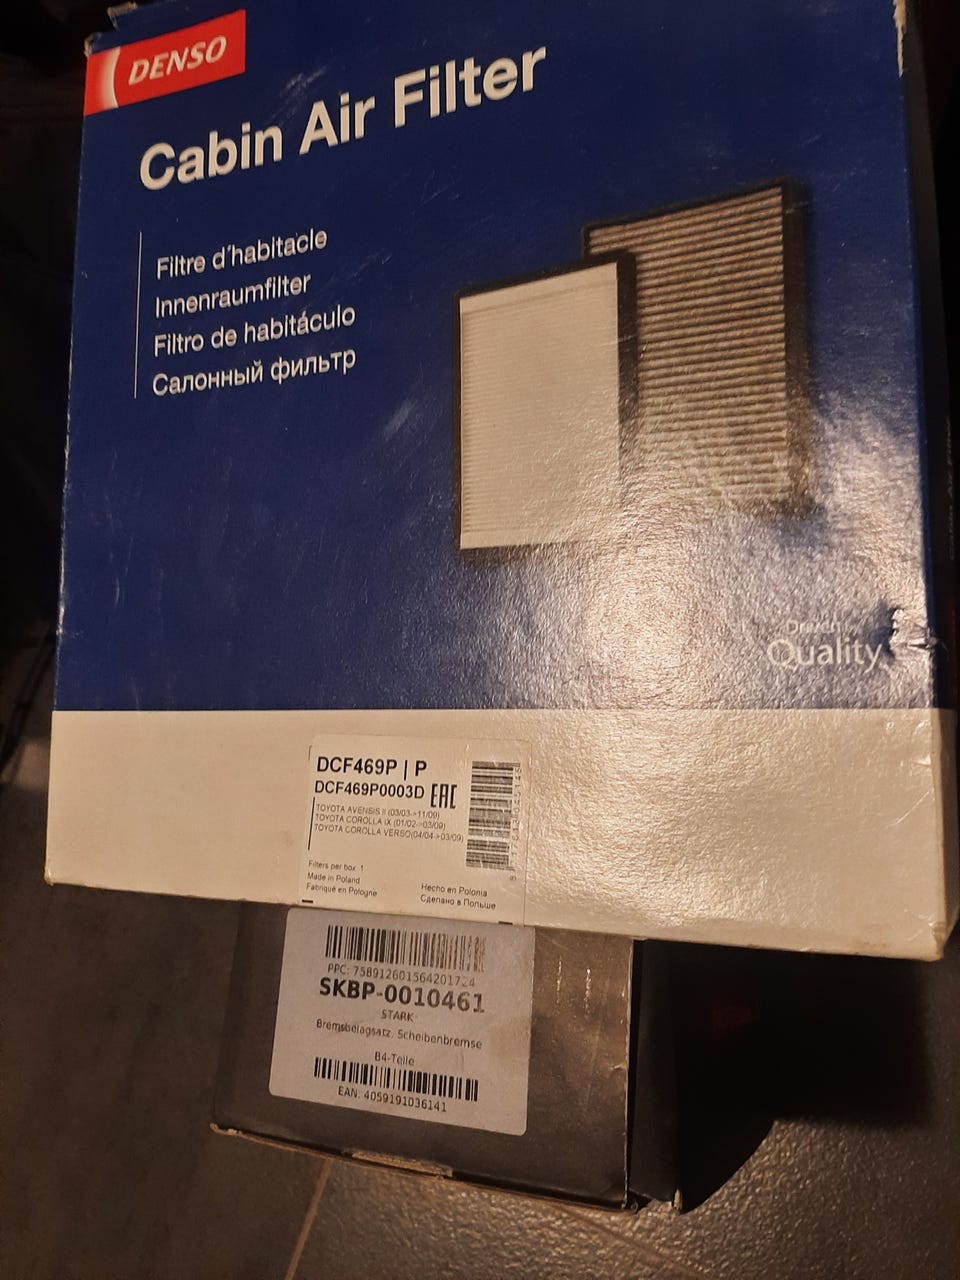 DENSO
Cabin Air Filter
Filtre d'habitacle
Innenraumfilter
Filtro de habitáculo
Салонный фильтр
Quality
DCF469P | P
DCF469P0003D EAC
TOYOTA AVENSIS II (03/03->11/09)
TOYOTA COROLLA IX (01/02->03/09)
TOYOTA COROLLA VERSO(04/04->03/09)
Filters per box: 1
Made in Poland
Fabriqué en Pologne
Hecho en Polonia
Сделано в Польше
PPC: 758912601564201724
SKBP-0010461
STARK
Bremsbelagsatz, Scheibenbremse
B4-Teile
EAN: 4059191036141